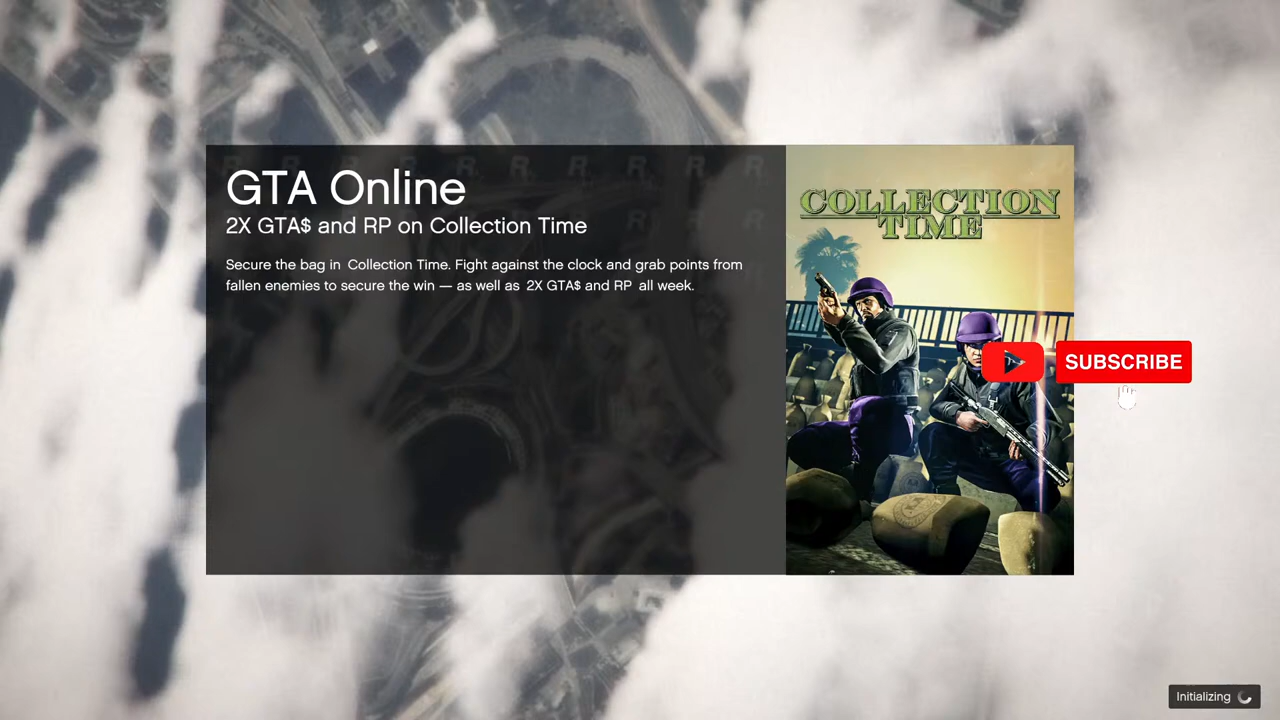 GTA Online
2X GTA$ and RP on Collection Time
Secure the bag in Collection Time. Fight against the clock and grab points from
fallen enemies to secure the win — as well as 2X GTA$ and RP all week.
COLLECTION
TIME
SUBSCRIBE
Initializing